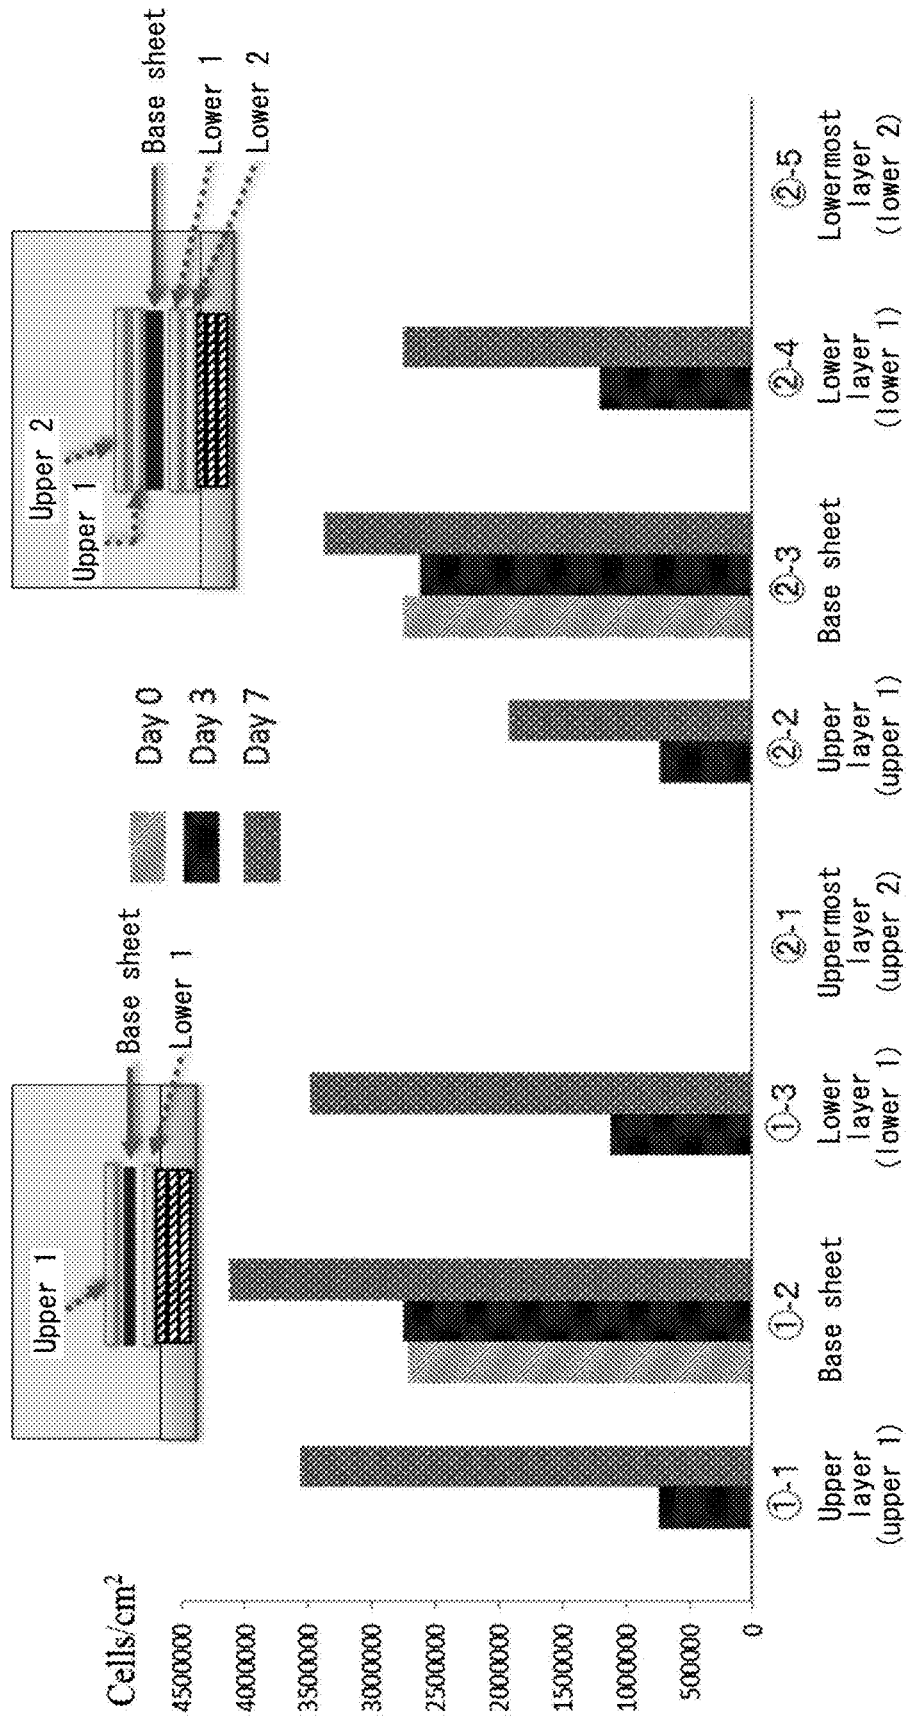 Cells/cm²
4500000
4000000
3500000
3000000
2500000
2000000
1500000
1000000
500000
0
Upper 1
Base sheet
Lower 1
Day 0
Day 3
Day 7
Upper 2
Upper 1
Base sheet
Lower 1
Lower 2
①-1
Upper
layer
(upper 1)
①-2
Base sheet
①-3
Lower
layer
(lower 1)
②-1
Uppermost
layer
(upper 2)
②-2
Upper
layer
(upper 1)
②-3
Base sheet
②-4
Lower
layer
(lower 1)
②-5
Lowermost
layer
(lower 2)